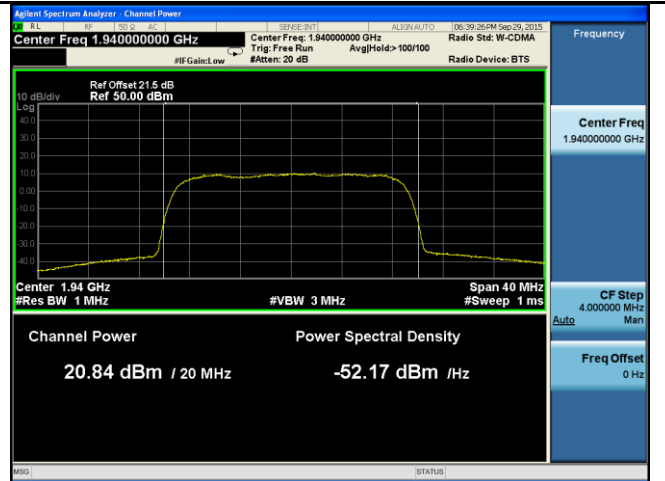 Agilent Spectrum Analyzer - Channel Power
RL RF 50 Ω AC SENSE:INT ALIGN AUTO 06:39:26 PM Sep 29, 2015
Center Freq 1.940000000 GHz Center Freq: 1.940000000 GHz Radio Std: W-CDMA
Trig: Free Run Avg|Hold:> 100/100
#IFGain:Low #Atten: 20 dB Radio Device: BTS
Ref Offset 21.5 dB
10 dB/div Ref 50.00 dBm
Log
40.0
30.0
20.0
10.0
0.00
-10.0
-20.0
-30.0
-40.0
Center 1.94 GHz Span 40 MHz
#Res BW 1 MHz #VBW 3 MHz #Sweep 1 ms
Channel Power Power Spectral Density
20.84 dBm / 20 MHz -52.17 dBm /Hz
MSG STATUS
Frequency
Center Freq
1.940000000 GHz
CF Step
4.000000 MHz
Auto Man
Freq Offset
0 Hz